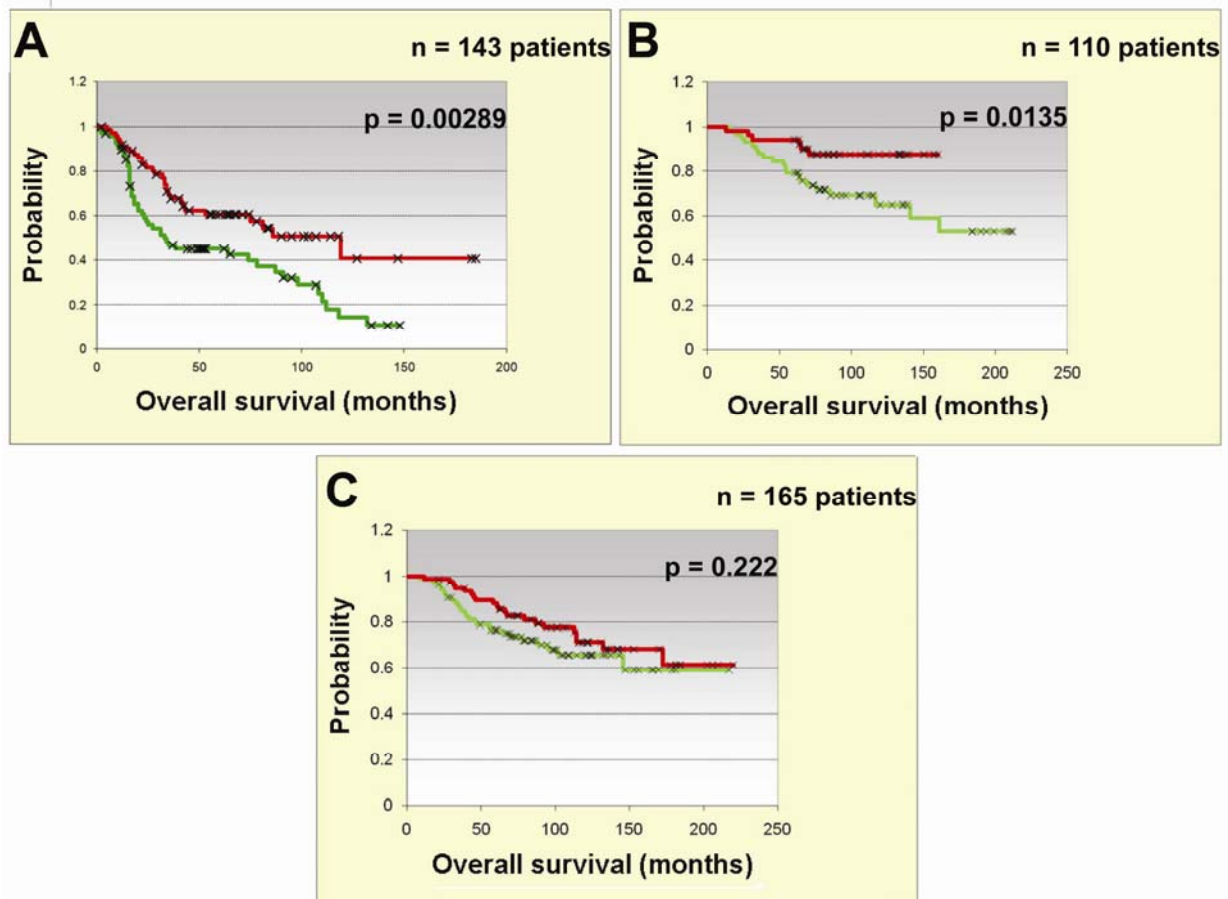 A
n = 143 patients
p = 0.00289
1.2
1
0.8
0.6
0.4
0.2
0
0 50 100 150 200
Probability
Overall survival (months)
B
n = 110 patients
p = 0.0135
1.2
1
0.8
0.6
0.4
0.2
0
0 50 100 150 200 250
Probability
Overall survival (months)
C
n = 165 patients
p = 0.222
1.2
1
0.8
0.6
0.4
0.2
0
0 50 100 150 200 250
Probability
Overall survival (months)